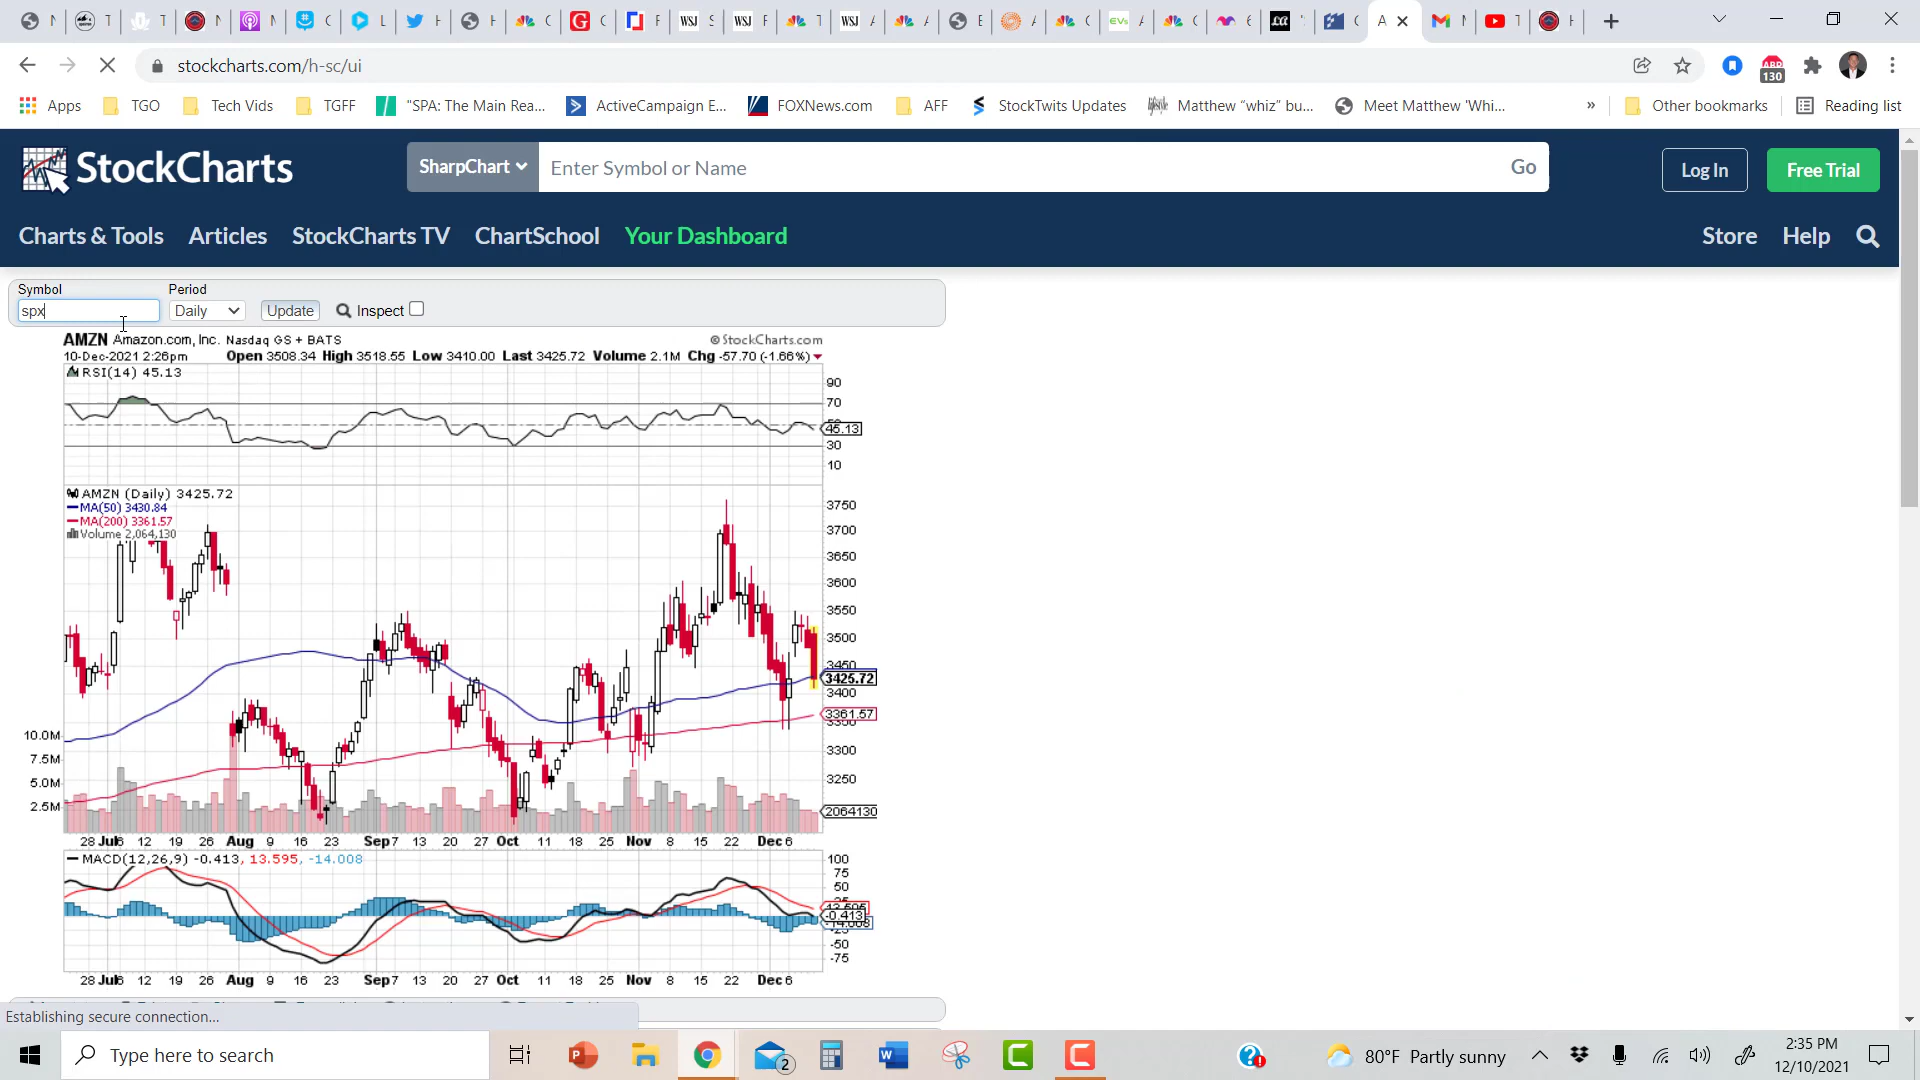 stockcharts.com/h-sc/ui
ABP
130
Apps TGO Tech Vids TGFF "SPA: The Main Rea... ActiveCampaign E... FOXNews.com AFF StockTwits Updates Matthew "whiz" bu... Meet Matthew 'Whi... » Other bookmarks Reading list
StockCharts SharpChart Enter Symbol or Name Go Log In Free Trial
Charts & Tools Articles StockCharts TV ChartSchool Your Dashboard Store Help
Symbol Period
spx Daily Update Inspect
AMZN Amazon.com, Inc. Nasdaq GS + BATS © StockCharts.com
10-Dec-2021 2:26pm Open 3508.34 High 3518.55 Low 3410.00 Last 3425.72 Volume 2.1M Chg -57.70 (-1.66%)
RSI(14) 45.13
90
70
45.13
30
10
AMZN (Daily) 3425.72
MA(50) 3430.84
MA(200) 3361.57
Volume 2,064,130
3750
3700
3650
3600
3550
3500
3450
3425.72
3400
3361.57
3300
3250
10.0M
7.5M
5.0M
2.5M
2064130
28 Jul 6 12 19 26 Aug 9 16 23 Sep 7 13 20 27 Oct 11 18 25 Nov 8 15 22 Dec 6
MACD(12,26,9) -0.413, 13.595, -14.008
100
75
50
13.595
-0.413
-14.008
-50
-75
28 Jul 6 12 19 26 Aug 9 16 23 Sep 7 13 20 27 Oct 11 18 25 Nov 8 15 22 Dec 6
Establishing secure connection...
Type here to search 2 80°F Partly sunny 2:35 PM
12/10/2021